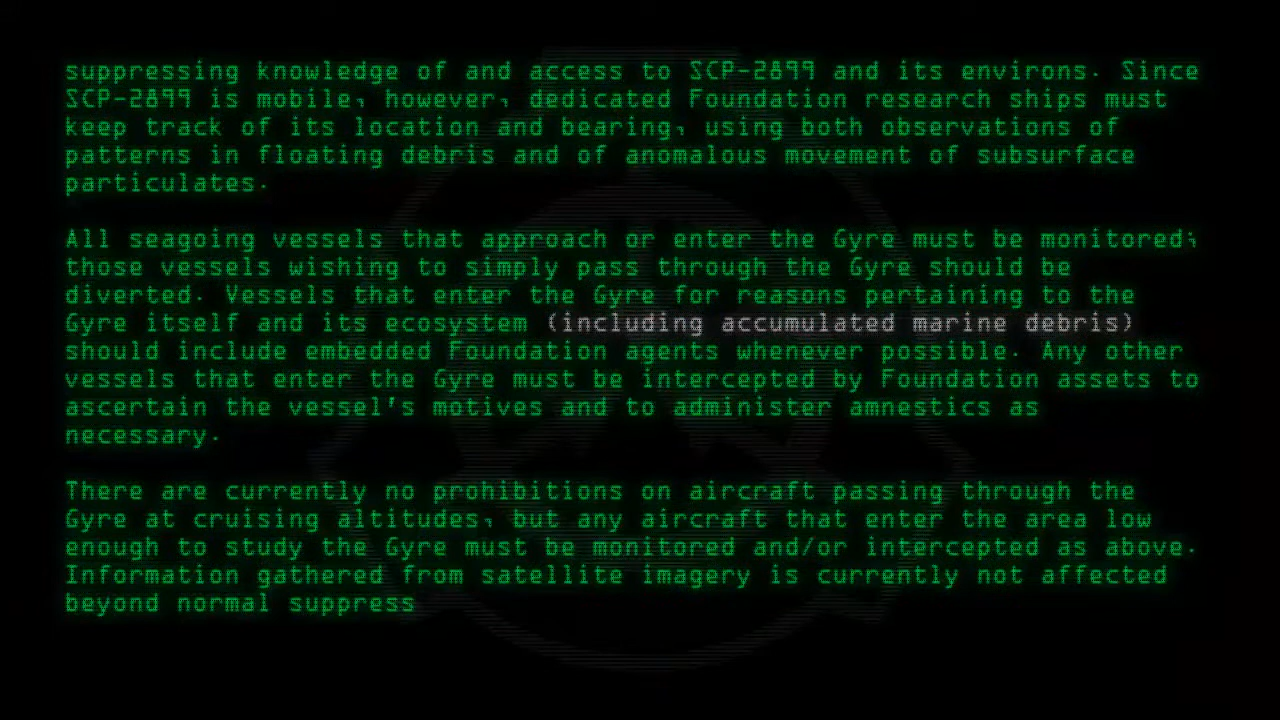 suppressing knowledge of and access to SCP-2899 and its environs. Since
SCP-2899 is mobile, however, dedicated Foundation research ships must
keep track of its location and bearing, using both observations of
patterns in floating debris and of anomalous movement of subsurface
particulates.
All seagoing vessels that approach or enter the Gyre must be monitored;
those vessels wishing to simply pass through the Gyre should be
diverted. Vessels that enter the Gyre for reasons pertaining to the
Gyre itself and its ecosystem (including accumulated marine debris)
should include embedded Foundation agents whenever possible. Any other
vessels that enter the Gyre must be intercepted by Foundation assets to
ascertain the vessel's motives and to administer amnestics as
necessary.
There are currently no prohibitions on aircraft passing through the
Gyre at cruising altitudes, but any aircraft that enter the area low
enough to study the Gyre must be monitored and/or intercepted as above.
Information gathered from satellite imagery is currently not affected
beyond normal suppress